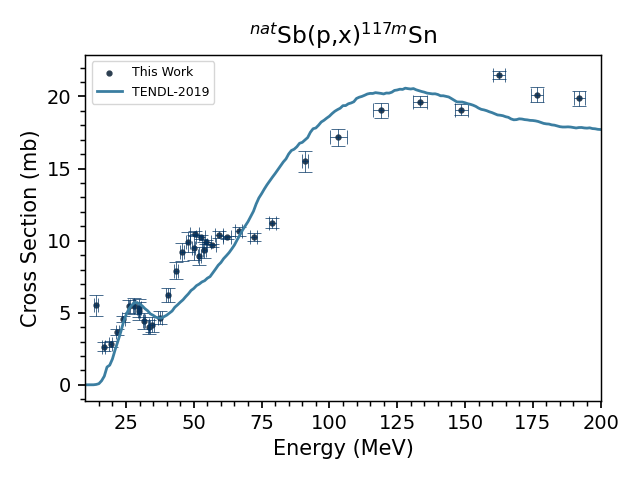 natSb(p,x)117mSn
This Work
TENDL-2019
Cross Section (mb)
20
15
10
5
0
25 50 75 100 125 150 175 200
Energy (MeV)